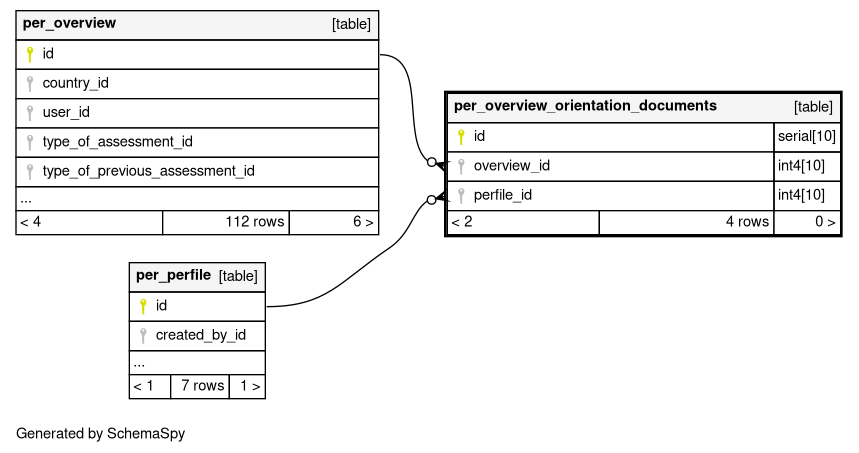 per_overview [table]
id
country_id
user_id
type_of_assessment_id
type_of_previous_assessment_id
...
< 4 112 rows 6 >
per_overview_orientation_documents [table]
id serial[10]
overview_id int4[10]
perfile_id int4[10]
< 2 4 rows 0 >
per_perfile [table]
id
created_by_id
...
< 1 7 rows 1 >
Generated by SchemaSpy